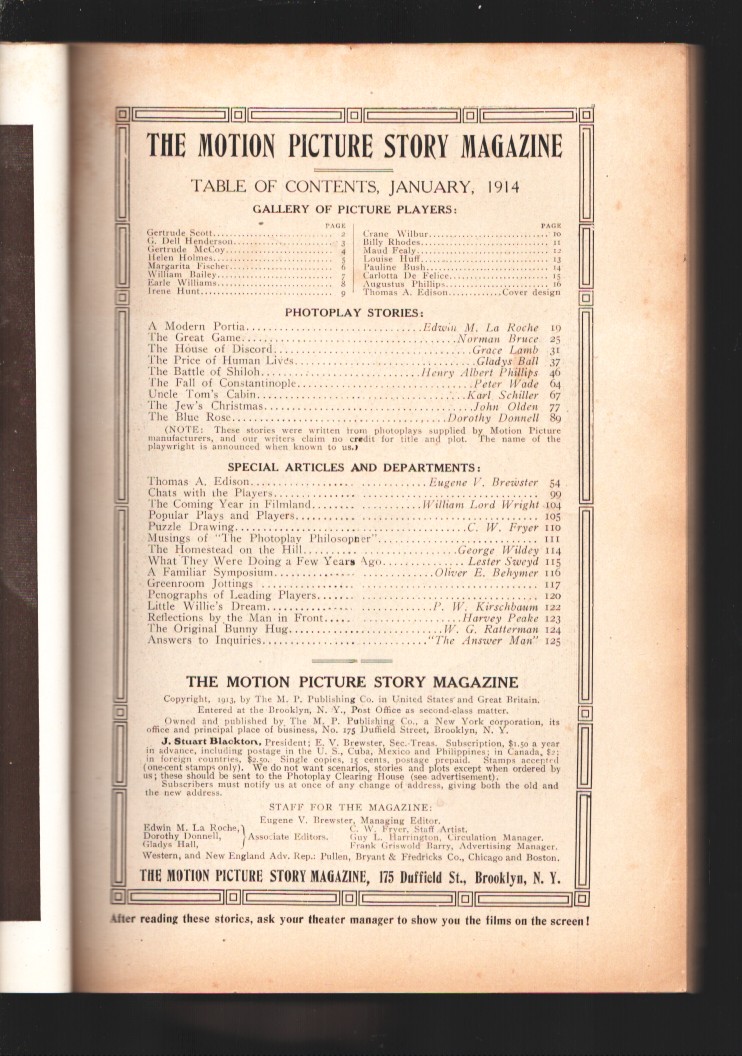 THE MOTION PICTURE STORY MAGAZINE
TABLE OF CONTENTS, JANUARY, 1914
GALLERY OF PICTURE PLAYERS:
PAGE
Gertrude Scott 2
G. Dell Henderson 3
Gertrude McCoy 4
Helen Holmes 5
Margarita Fischer 6
William Bailey 7
Earle Williams 8
Irene Hunt 9
PAGE
Crane Wilbur 10
Billy Rhodes 11
Maud Fealy 12
Louise Huff 13
Pauline Bush 14
Carlotta De Felice 15
Augustus Phillips 16
Thomas A. Edison Cover design
PHOTOPLAY STORIES:
A Modern Portia Edwin M. La Roche 19
The Great Game Norman Bruce 25
The House of Discord Grace Lamb 31
The Price of Human Lives Gladys Ball 37
The Battle of Shiloh Henry Albert Phillips 46
The Fall of Constantinople Peter Wade 64
Uncle Tom's Cabin Karl Schiller 67
The Jew's Christmas John Olden 77
The Blue Rose Dorothy Donnell 89
(NOTE: These stories were written from photoplays supplied by Motion Picture
manufacturers, and our writers claim no credit for title and plot. The name of the
playwright is announced when known to us.)
SPECIAL ARTICLES AND DEPARTMENTS:
Thomas A. Edison Eugene V. Brewster 54
Chats with the Players 99
The Coming Year in Filmland William Lord Wright 104
Popular Plays and Players 105
Puzzle Drawing C. W. Fryer 110
Musings of "The Photoplay Philosopher" 111
The Homestead on the Hill George Wildey 114
What They Were Doing a Few Years Ago Lester Sweyd 115
A Familiar Symposium Oliver E. Behymer 116
Greenroom Jottings 117
Penographs of Leading Players 120
Little Willie's Dream P. W. Kirschbaum 122
Reflections by the Man in Front Harvey Peake 123
The Original Bunny Hug W. G. Ratterman 124
Answers to Inquiries "The Answer Man" 125
THE MOTION PICTURE STORY MAGAZINE
Copyright, 1913, by The M. P. Publishing Co. in United States and Great Britain.
Entered at the Brooklyn, N. Y., Post Office as second-class matter.
Owned and published by The M. P. Publishing Co., a New York corporation, its
office and principal place of business, No. 175 Duffield Street, Brooklyn, N. Y.
J. Stuart Blackton, President; E. V. Brewster, Sec.-Treas. Subscription, $1.50 a year
in advance, including postage in the U. S., Cuba, Mexico and Philippines; in Canada, $2;
in foreign countries, $2.50. Single copies, 15 cents, postage prepaid. Stamps accepted
(one-cent stamps only). We do not want scenarios, stories and plots except when ordered by
us; these should be sent to the Photoplay Clearing House (see advertisement).
Subscribers must notify us at once of any change of address, giving both the old and
the new address.
STAFF FOR THE MAGAZINE:
Eugene V. Brewster, Managing Editor.
Edwin M. La Roche,
Dorothy Donnell,
Gladys Hall,
Associate Editors.
C. W. Fryer, Staff Artist.
Guy L. Harrington, Circulation Manager.
Frank Griswold Barry, Advertising Manager.
Western, and New England Adv. Rep.: Pullen, Bryant & Fredricks Co., Chicago and Boston.
THE MOTION PICTURE STORY MAGAZINE, 175 Duffield St., Brooklyn, N. Y.
After reading these stories, ask your theater manager to show you the films on the screen!